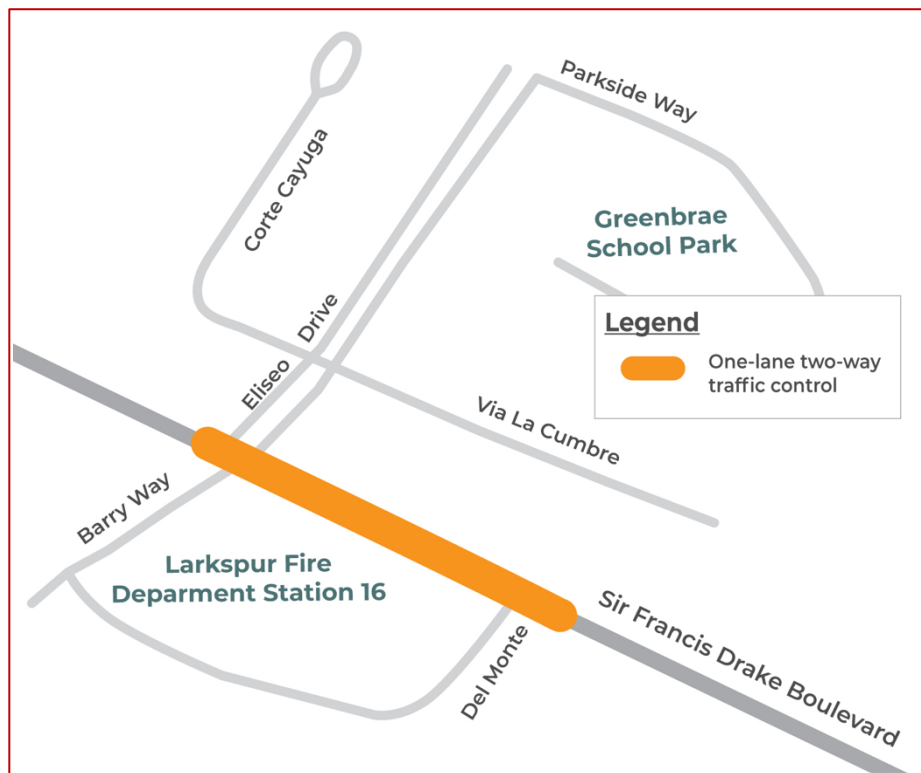 Parkside Way
Corte Cayuga
Greenbrae
School Park
Eliseo Drive
Legend
One-lane two-way
traffic control
Via La Cumbre
Barry Way
Larkspur Fire
Deparment Station 16
Del Monte
Sir Francis Drake Boulevard